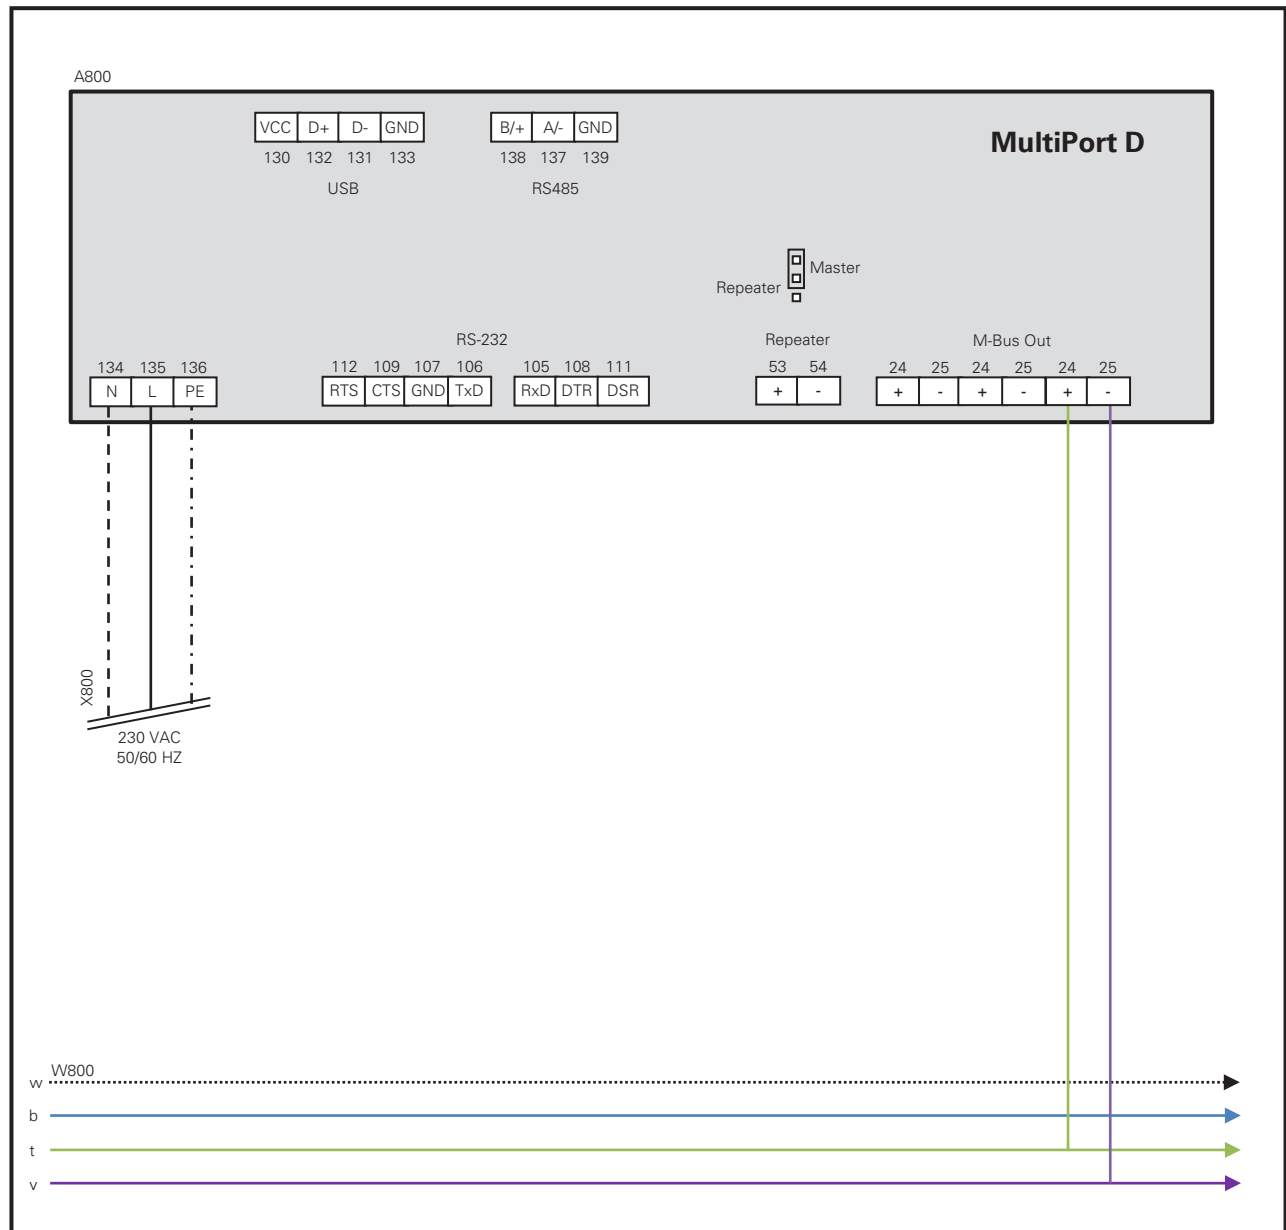 A800
VCC D+ D- GND B/+ A/- GND
MultiPort D
130 132 131 133 138 137 139
USB RS485
Master
Repeater
RS-232 Repeater M-Bus Out
134 135 136 112 109 107 106 105 108 111 53 54 24 25 24 25 24 25
N L PE RTS CTS GND TxD RxD DTR DSR + - + - + - + -
X800
230 VAC
50/60 HZ
W800
w
b
t
v